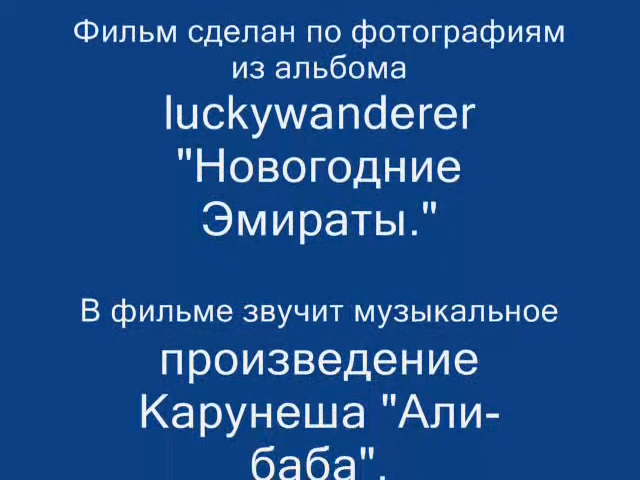 Фильм сделан по фотографиям
из альбома
luckywanderer
"Новогодние
Эмираты."
В фильме звучит музыкальное
произведение
Карунеша "Али-
баба".